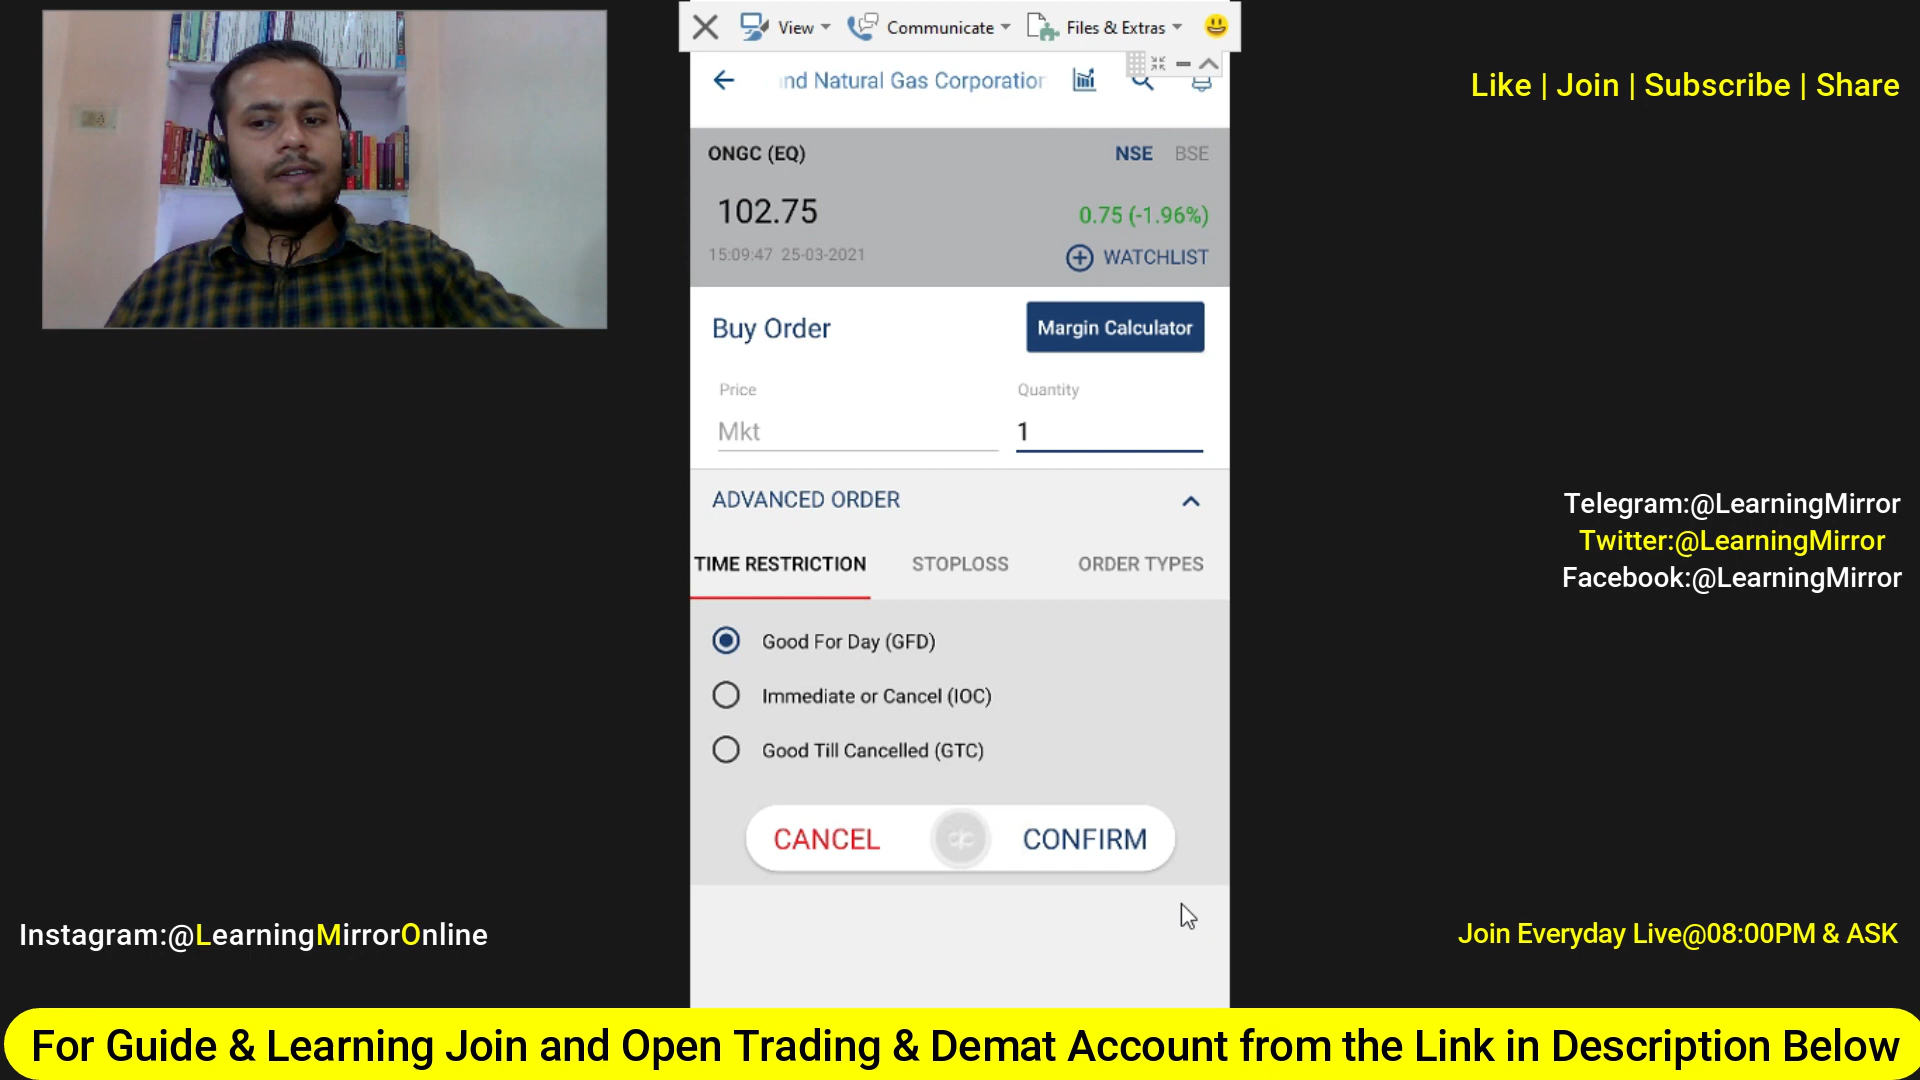 View
Communicate
Files & Extras
nd Natural Gas Corporation
Like | Join | Subscribe | Share
ONGC (EQ)
NSE BSE
102.75
0.75 (-1.96%)
15:09:47 25-03-2021
WATCHLIST
Buy Order
Margin Calculator
Price
Quantity
Mkt
1
ADVANCED ORDER
TIME RESTRICTION
STOPLOSS
ORDER TYPES
Good For Day (GFD)
Immediate or Cancel (IOC)
Good Till Cancelled (GTC)
CANCEL
CONFIRM
Telegram:@LearningMirror
Twitter:@LearningMirror
Facebook:@LearningMirror
Instagram:@LearningMirrorOnline
Join Everyday Live@08:00PM & ASK
For Guide & Learning Join and Open Trading & Demat Account from the Link in Description Below